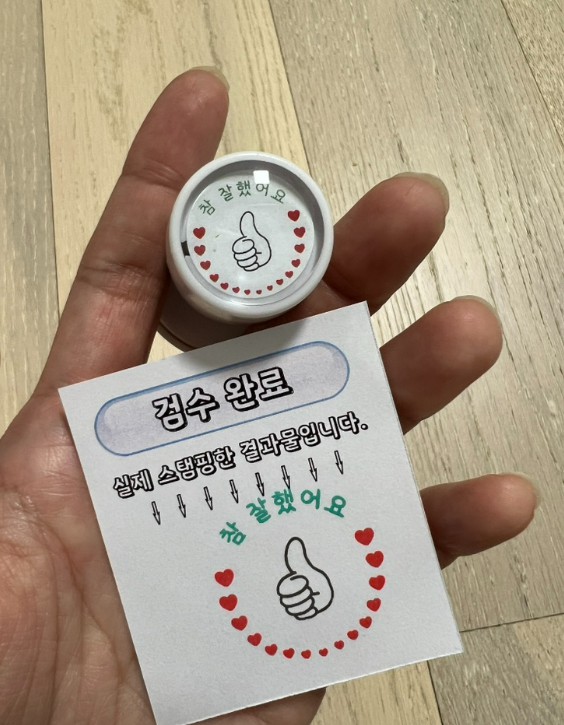 참 잘했어요
검수 완료
실제 스탬핑한 결과물입니다.
참 잘했어요